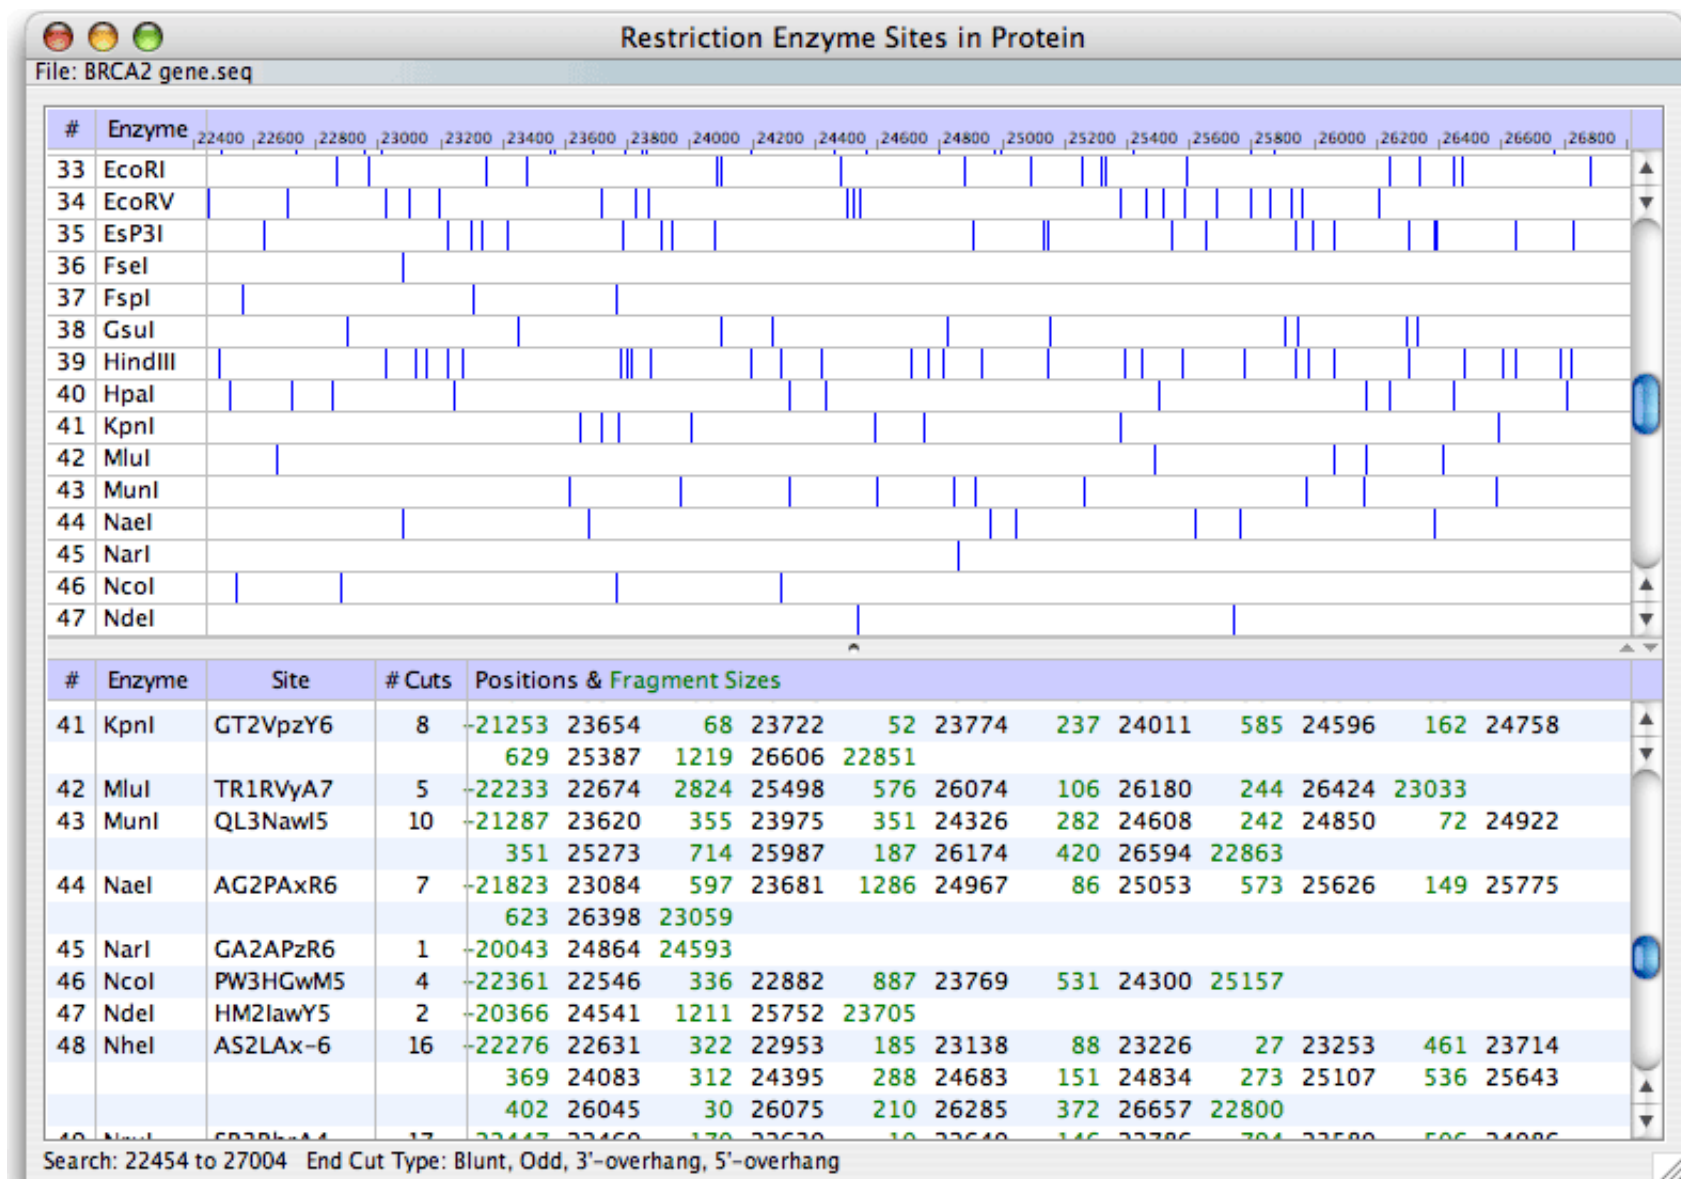 Restriction Enzyme Sites in Protein
File: BRCA2 gene.seq
# Enzyme 22400 22600 22800 23000 23200 23400 23600 23800 24000 24200 24400 24600 24800 25000 25200 25400 25600 25800 26000 26200 26400 26600 26800
33 EcoRI
34 EcoRV
35 EsP3I
36 FseI
37 FspI
38 GsuI
39 HindIII
40 HpaI
41 KpnI
42 MluI
43 MunI
44 NaeI
45 NarI
46 NcoI
47 NdeI
# Enzyme Site # Cuts Positions & Fragment Sizes
41 KpnI GT2VpzY6 8 -21253 23654 68 23722 52 23774 237 24011 585 24596 162 24758
629 25387 1219 26606 22851
42 MluI TR1RVyA7 5 -22233 22674 2824 25498 576 26074 106 26180 244 26424 23033
43 MunI QL3NawI5 10 -21287 23620 355 23975 351 24326 282 24608 242 24850 72 24922
351 25273 714 25987 187 26174 420 26594 22863
44 NaeI AG2PAxR6 7 -21823 23084 597 23681 1286 24967 86 25053 573 25626 149 25775
623 26398 23059
45 NarI GA2APzR6 1 -20043 24864 24593
46 NcoI PW3HGwM5 4 -22361 22546 336 22882 887 23769 531 24300 25157
47 NdeI HM2IawY5 2 -20366 24541 1211 25752 23705
48 NheI AS2LAx-6 16 -22276 22631 322 22953 185 23138 88 23226 27 23253 461 23714
369 24083 312 24395 288 24683 151 24834 273 25107 536 25643
402 26045 30 26075 210 26285 372 26657 22800
Search: 22454 to 27004 End Cut Type: Blunt, Odd, 3'-overhang, 5'-overhang